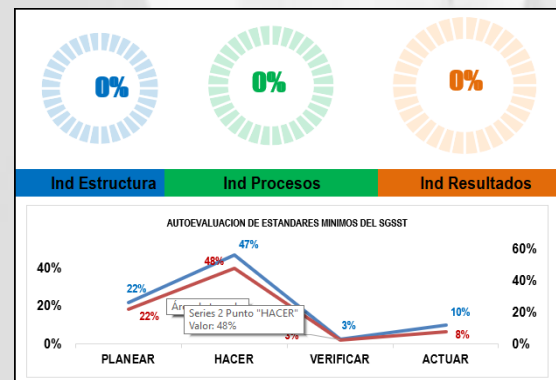 0%
0%
0%
Ind Estructura
Ind Procesos
Ind Resultados
AUTOEVALUACION DE ESTANDARES MINIMOS DEL SGSST
47%
60%
40%
48%
40%
22%
20%
22%
Series 2 Punto "HACER"
Valor: 48%
3%
3%
10%
8%
20%
0%
0%
PLANEAR
HACER
VERIFICAR
ACTUAR